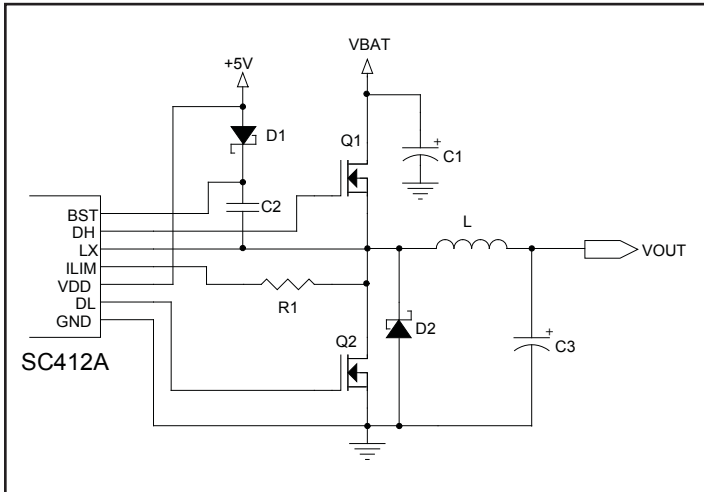 VBAT
+5V
D1
Q1
+
C1
C2
BST
DH
LX
ILIM
VDD
DL
GND
L
VOUT
R1
D2
Q2
+
C3
SC412A